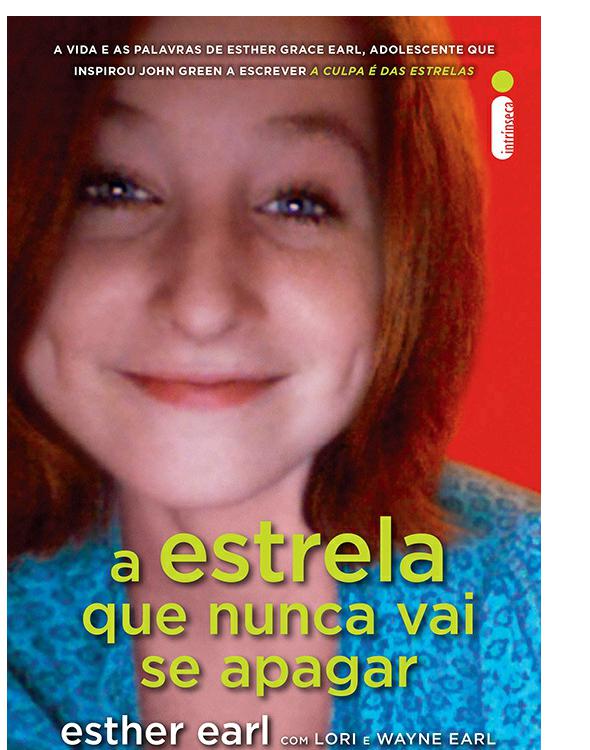 A VIDA E AS PALAVRAS DE ESTHER GRACE EARL, ADOLESCENTE QUE
INSPIROU JOHN GREEN A ESCREVER A CULPA É DAS ESTRELAS
intrínseca
a estrela
que nunca vai
se apagar
esther earl COM LORI E WAYNE EARL